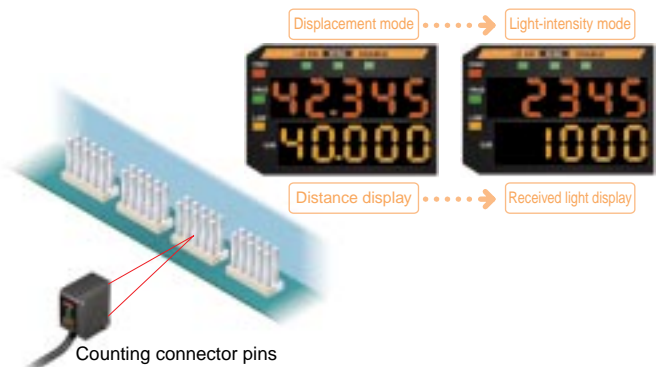 Displacement mode
Light-intensity mode
42.345
2345
40.000
1000
Distance display
Received light display
Counting connector pins